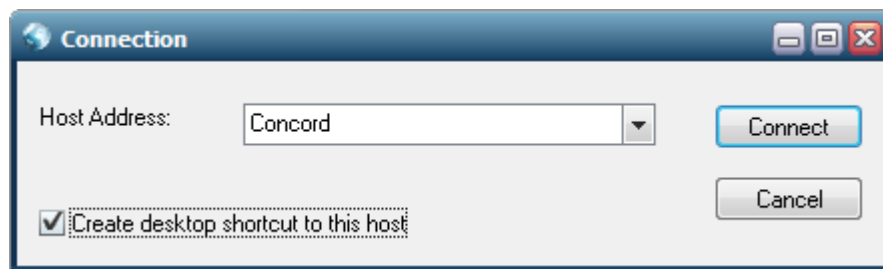 Connection
Host Address:
Concord
Connect
Cancel
Create desktop shortcut to this host